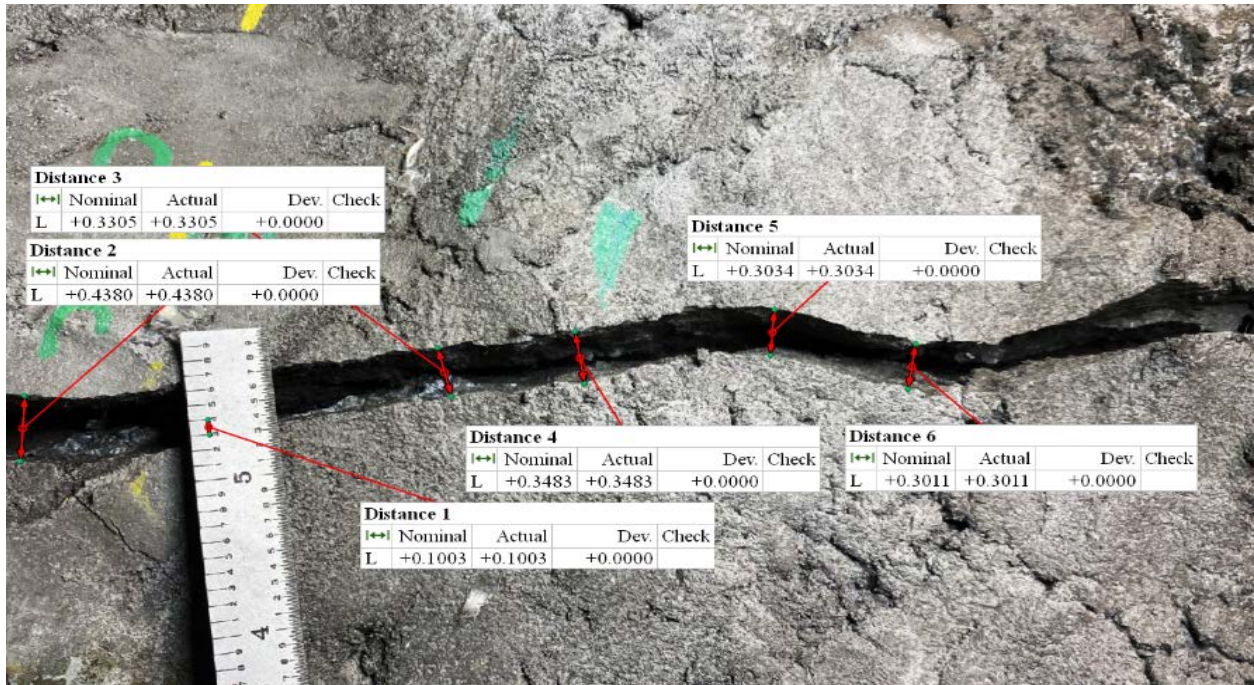 Distance 3
Nominal Actual Dev. Check
L +0.3305 +0.3305 +0.0000
Distance 2
Nominal Actual Dev. Check
L +0.4380 +0.4380 +0.0000
Distance 5
Nominal Actual Dev. Check
L +0.3034 +0.3034 +0.0000
Distance 4
Nominal Actual Dev. Check
L +0.3483 +0.3483 +0.0000
Distance 6
Nominal Actual Dev. Check
L +0.3011 +0.3011 +0.0000
Distance 1
Nominal Actual Dev. Check
L +0.1003 +0.1003 +0.0000
5
4